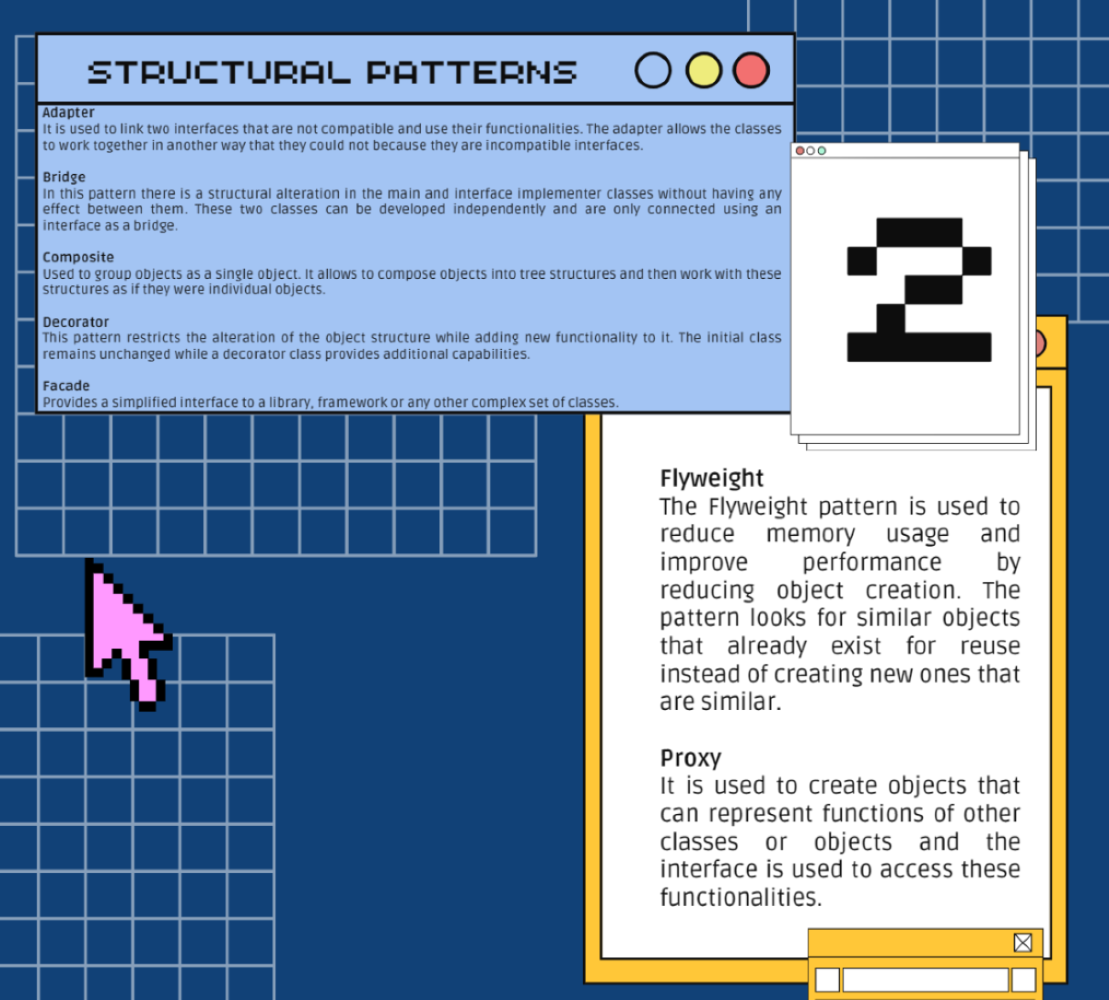 STRUCTURAL PATTERNS
Adapter
It is used to link two interfaces that are not compatible and use their functionalities. The adapter allows the classes
to work together in another way that they could not because they are incompatible interfaces.
Bridge
In this pattern there is a structural alteration in the main and interface implementer classes without having any
effect between them. These two classes can be developed independently and are only connected using an
interface as a bridge.
Composite
Used to group objects as a single object. It allows to compose objects into tree structures and then work with these
structures as if they were individual objects.
Decorator
This pattern restricts the alteration of the object structure while adding new functionality to it. The initial class
remains unchanged while a decorator class provides additional capabilities.
Facade
Provides a simplified interface to a library, framework or any other complex set of classes.
2
Flyweight
The Flyweight pattern is used to
reduce memory usage and
improve performance by
reducing object creation. The
pattern looks for similar objects
that already exist for reuse
instead of creating new ones that
are similar.
Proxy
It is used to create objects that
can represent functions of other
classes or objects and the
interface is used to access these
functionalities.